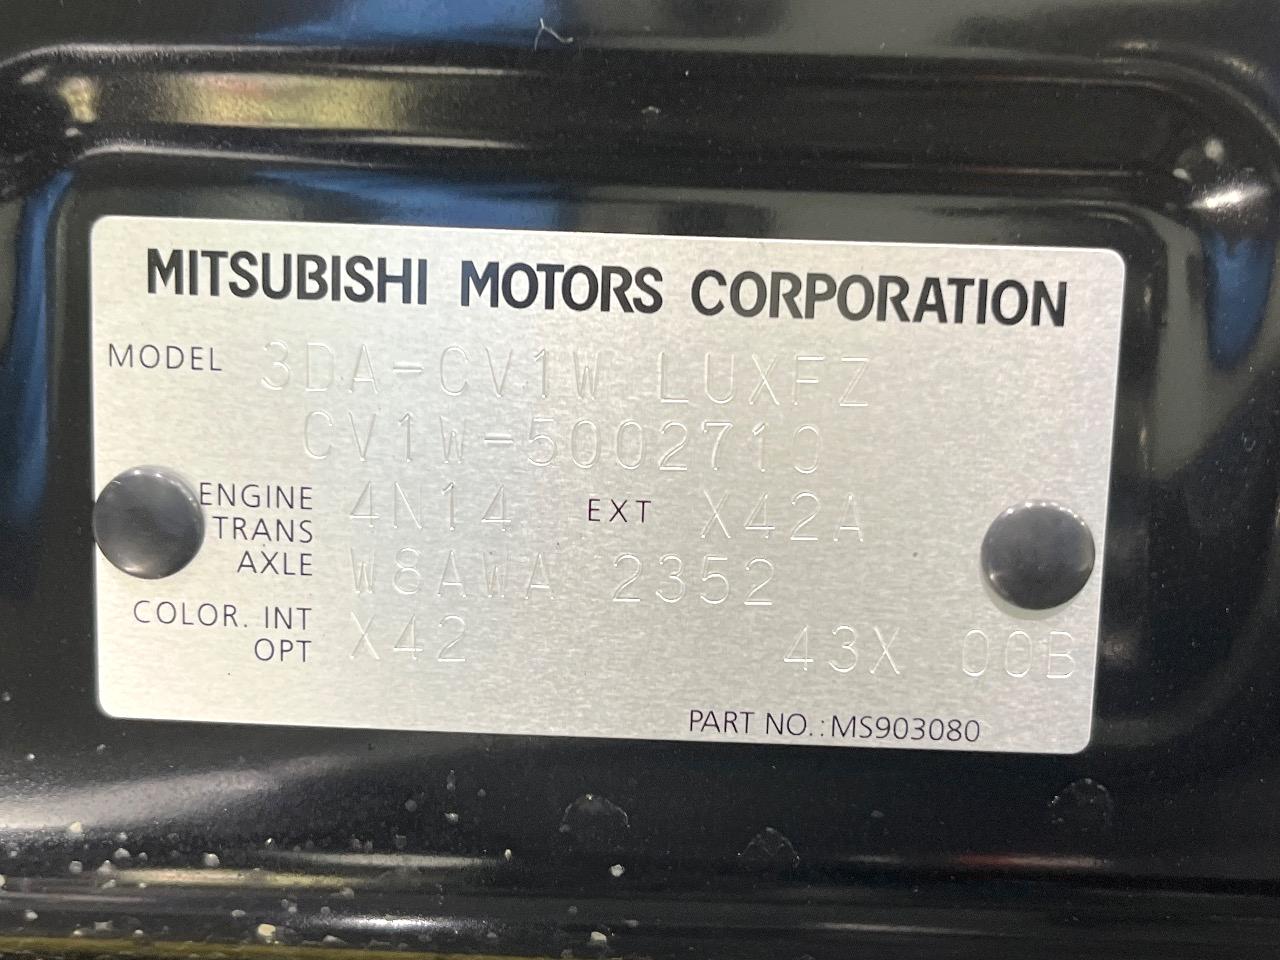 MITSUBISHI MOTORS CORPORATION
MODEL 3DA-CV1W LUXFZ
CV1W-5002710
ENGINE 4N14 EXT X42A
TRANS
AXLE W8AWA 2352
COLOR. INT X42 43X 00B
OPT
PART NO.:MS903080